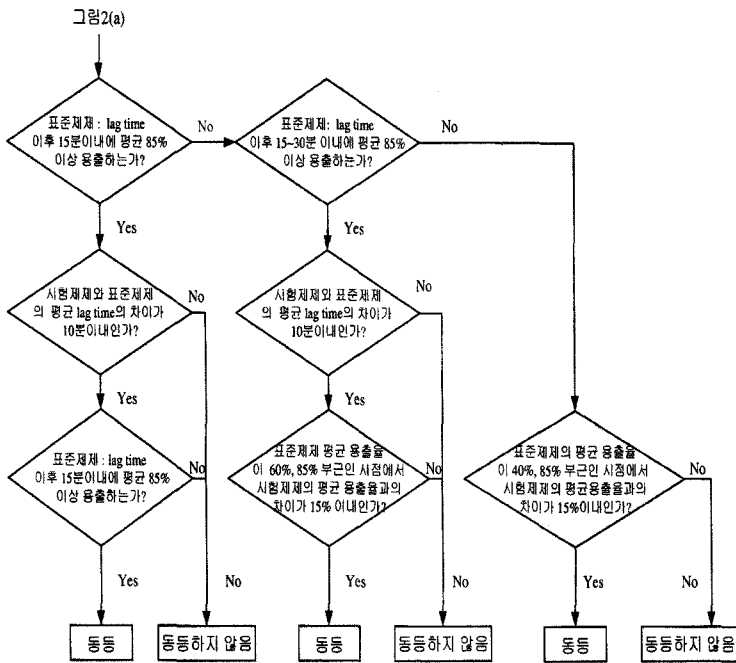 그림2(a)
표준제제 : lag time
이후 15분이내에 평균 85%
이상 용출하는가?
No
표준제제: lag time
이후 15~30분 이내에 평균 85%
이상 용출하는가?
No
Yes
Yes
시험제제와 표준제제
의 평균 lag time의 차이가
10분이내인가?
No
시험제제와 표준제제
의 평균 lag time의 차이가
10분이내인가?
No
Yes
Yes
표준제제 : lag time
이후 15분이내에 평균 85%
이상 용출하는가?
No
표준제제 평균 용출율
이 60%, 85% 부근인 시점에서
시험제제의 평균 용출율과의
차이가 15% 이내인가?
No
표준제제의 평균 용출율
이 40%, 85% 부근인 시점에서
시험제제의 평균용출율과의
차이가 15%이내인가?
Yes
No
Yes
No
Yes
No
동등
동등하지 않음
동등
동등하지 않음
동등
동등하지 않음